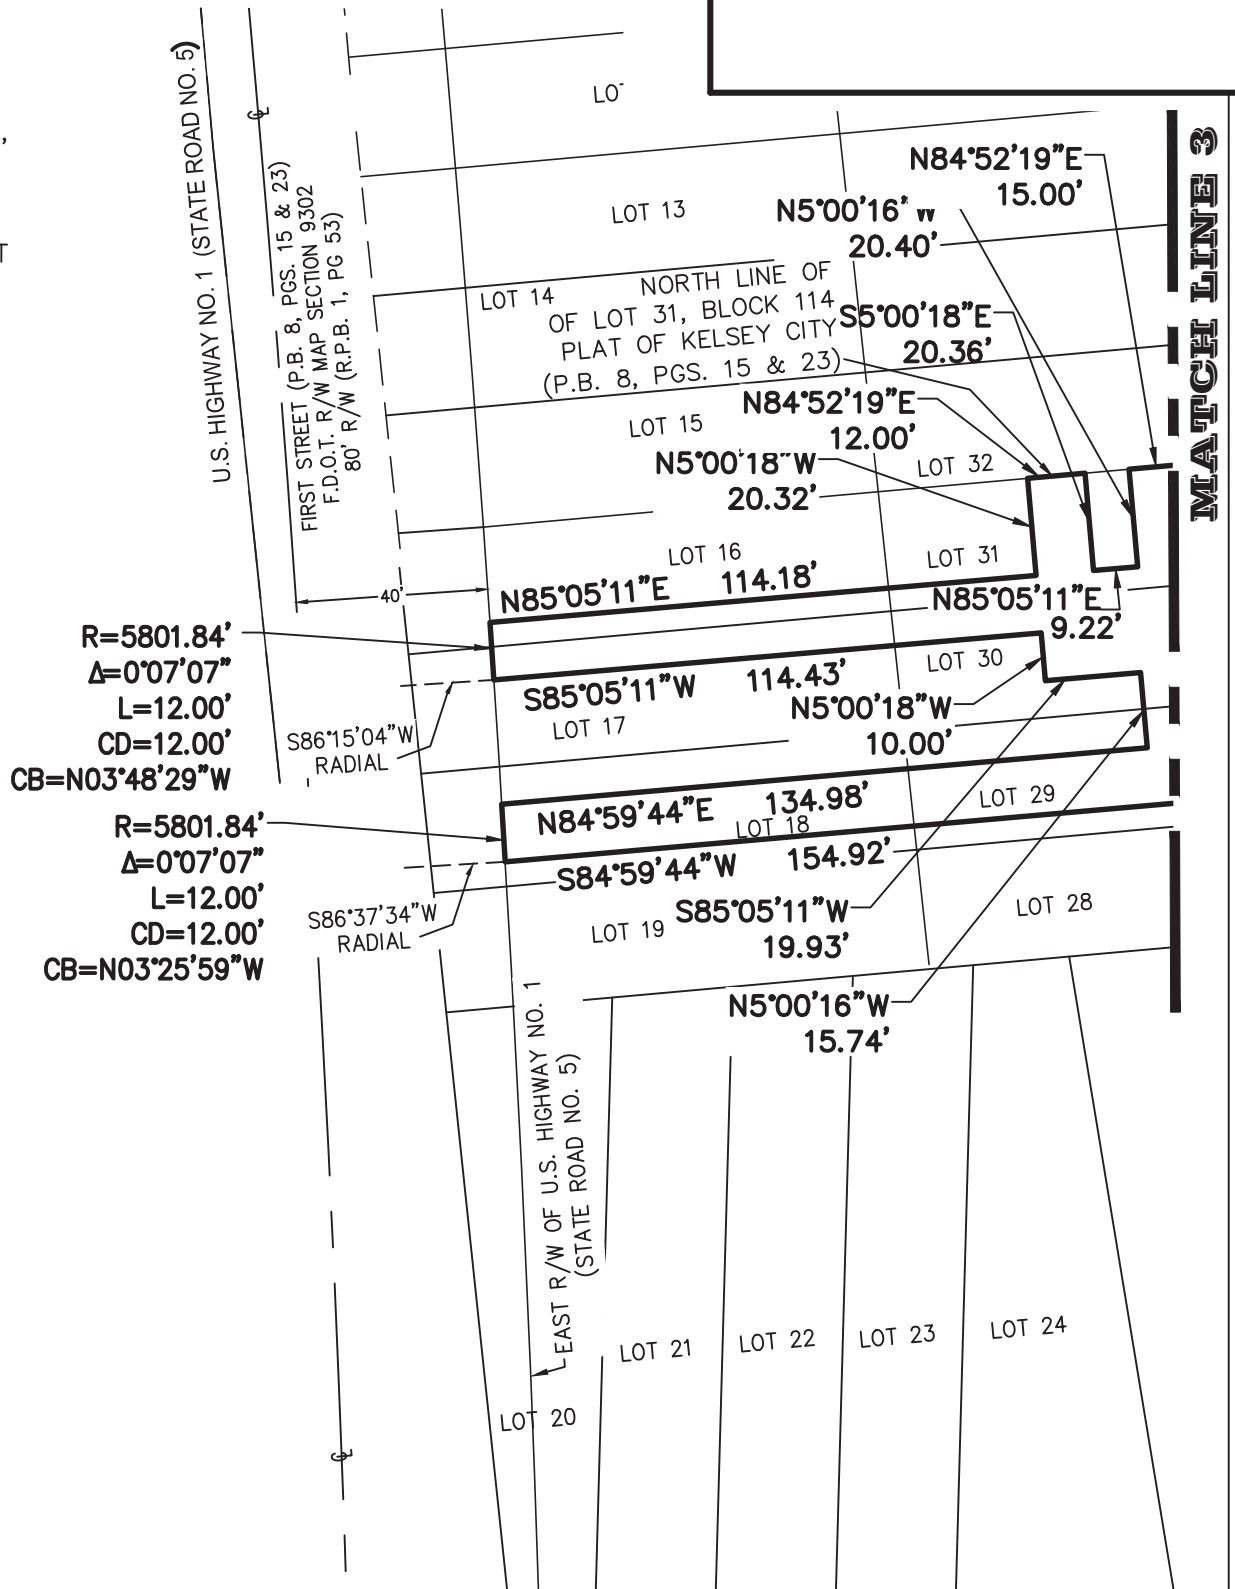 U.S. HIGHWAY NO. 1 (STATE ROAD NO. 5)
FIRST STREET (P.B. 8, PGS. 15 & 23)
F.D.O.T. R/W MAP SECTION 9302
80' R/W (R.P.B. 1, PG 53)
MATCH LINE 3
N84°52'19"E
15.00'
LOT 13
N5°00'16"
20.40'
LOT 14
NORTH LINE OF
OF LOT 31, BLOCK 114
PLAT OF KELSEY CITY
(P.B. 8, PGS. 15 & 23)
S5°00'18"E
20.36'
N84°52'19"E
12.00'
LOT 15
N5°00'18"W
20.32'
LOT 32
LOT 16
LOT 31
40'
N85°05'11"E 114.18'
N85°05'11"E
9.22'
R=5801.84'
Δ=0°07'07"
L=12.00'
CD=12.00'
CB=N03°48'29"W
S85°05'11"W 114.43'
LOT 30
S86°15'04"W
RADIAL
LOT 17
N5°00'18"W
10.00'
R=5801.84'
Δ=0°07'07"
L=12.00'
CD=12.00'
CB=N03°25'59"W
N84°59'44"E 134.98'
LOT 18
LOT 29
S84°59'44"W 154.92'
S86°37'34"W
RADIAL
LOT 19
S85°05'11"W
19.93'
LOT 28
N5°00'16"W
15.74'
EAST R/W OF U.S. HIGHWAY NO. 1
(STATE ROAD NO. 5)
LOT 20
LOT 21
LOT 22
LOT 23
LOT 24